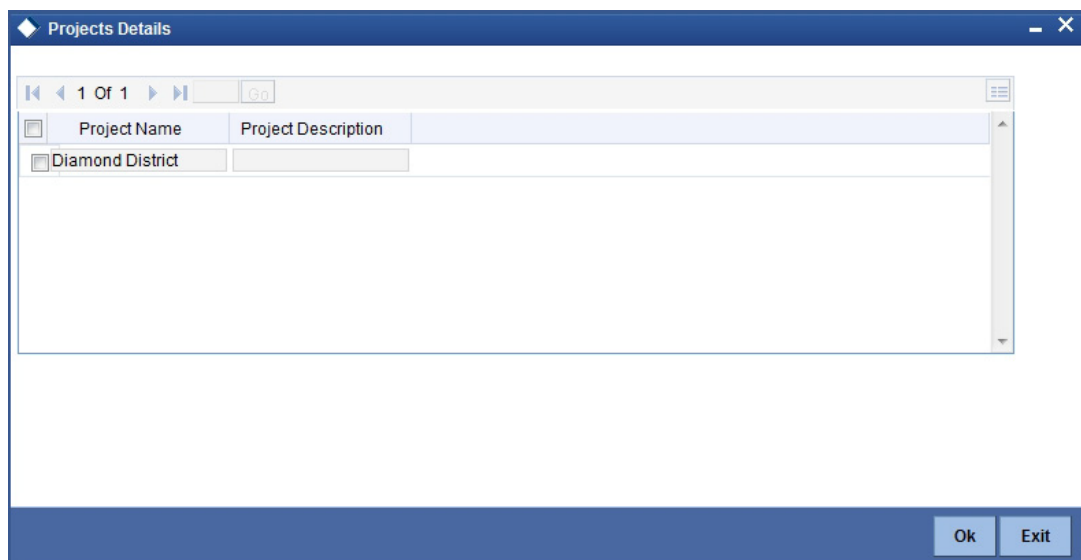 Projects Details
1 Of 1 Go
Project Name Project Description
Diamond District
Ok Exit